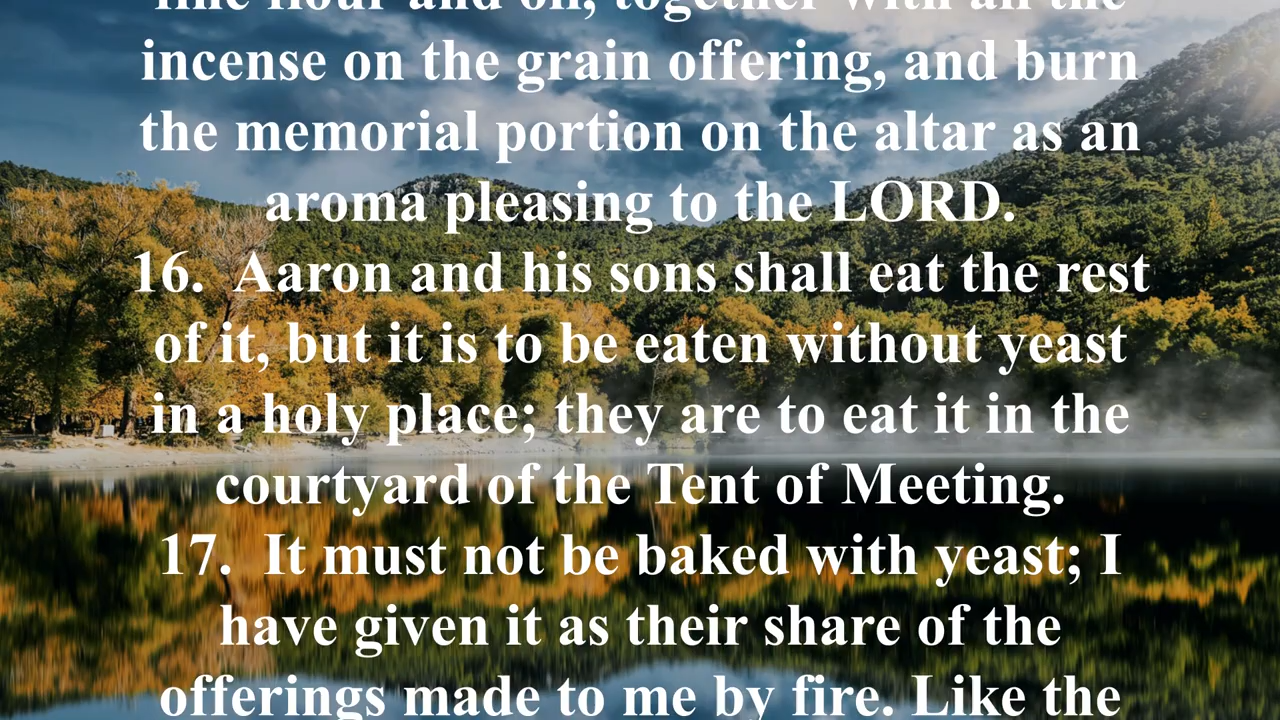 fine flour and oil, together with all the
incense on the grain offering, and burn
the memorial portion on the altar as an
aroma pleasing to the LORD.
16. Aaron and his sons shall eat the rest
of it, but it is to be eaten without yeast
in a holy place; they are to eat it in the
courtyard of the Tent of Meeting.
17. It must not be baked with yeast; I
have given it as their share of the
offerings made to me by fire. Like the